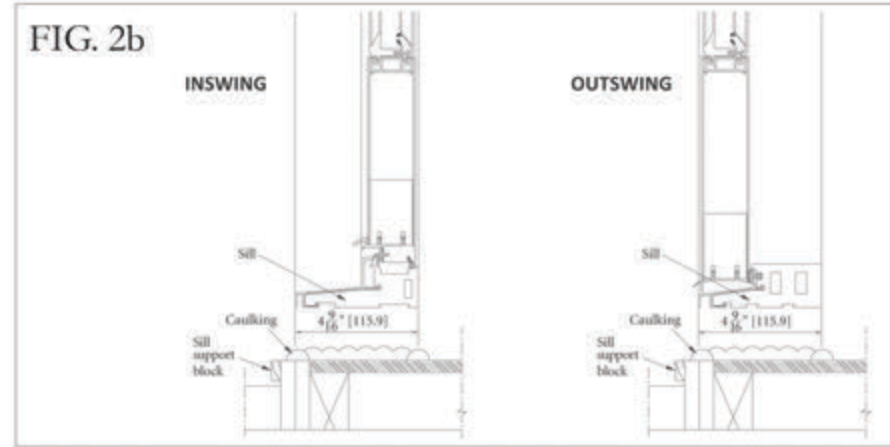 FIG. 2b
INSWING
Sill
4 9/16" [115.9]
Caulking
Sill
support
block
OUTSWING
Sill
4 9/16" [115.9]
Caulking
Sill
support
block